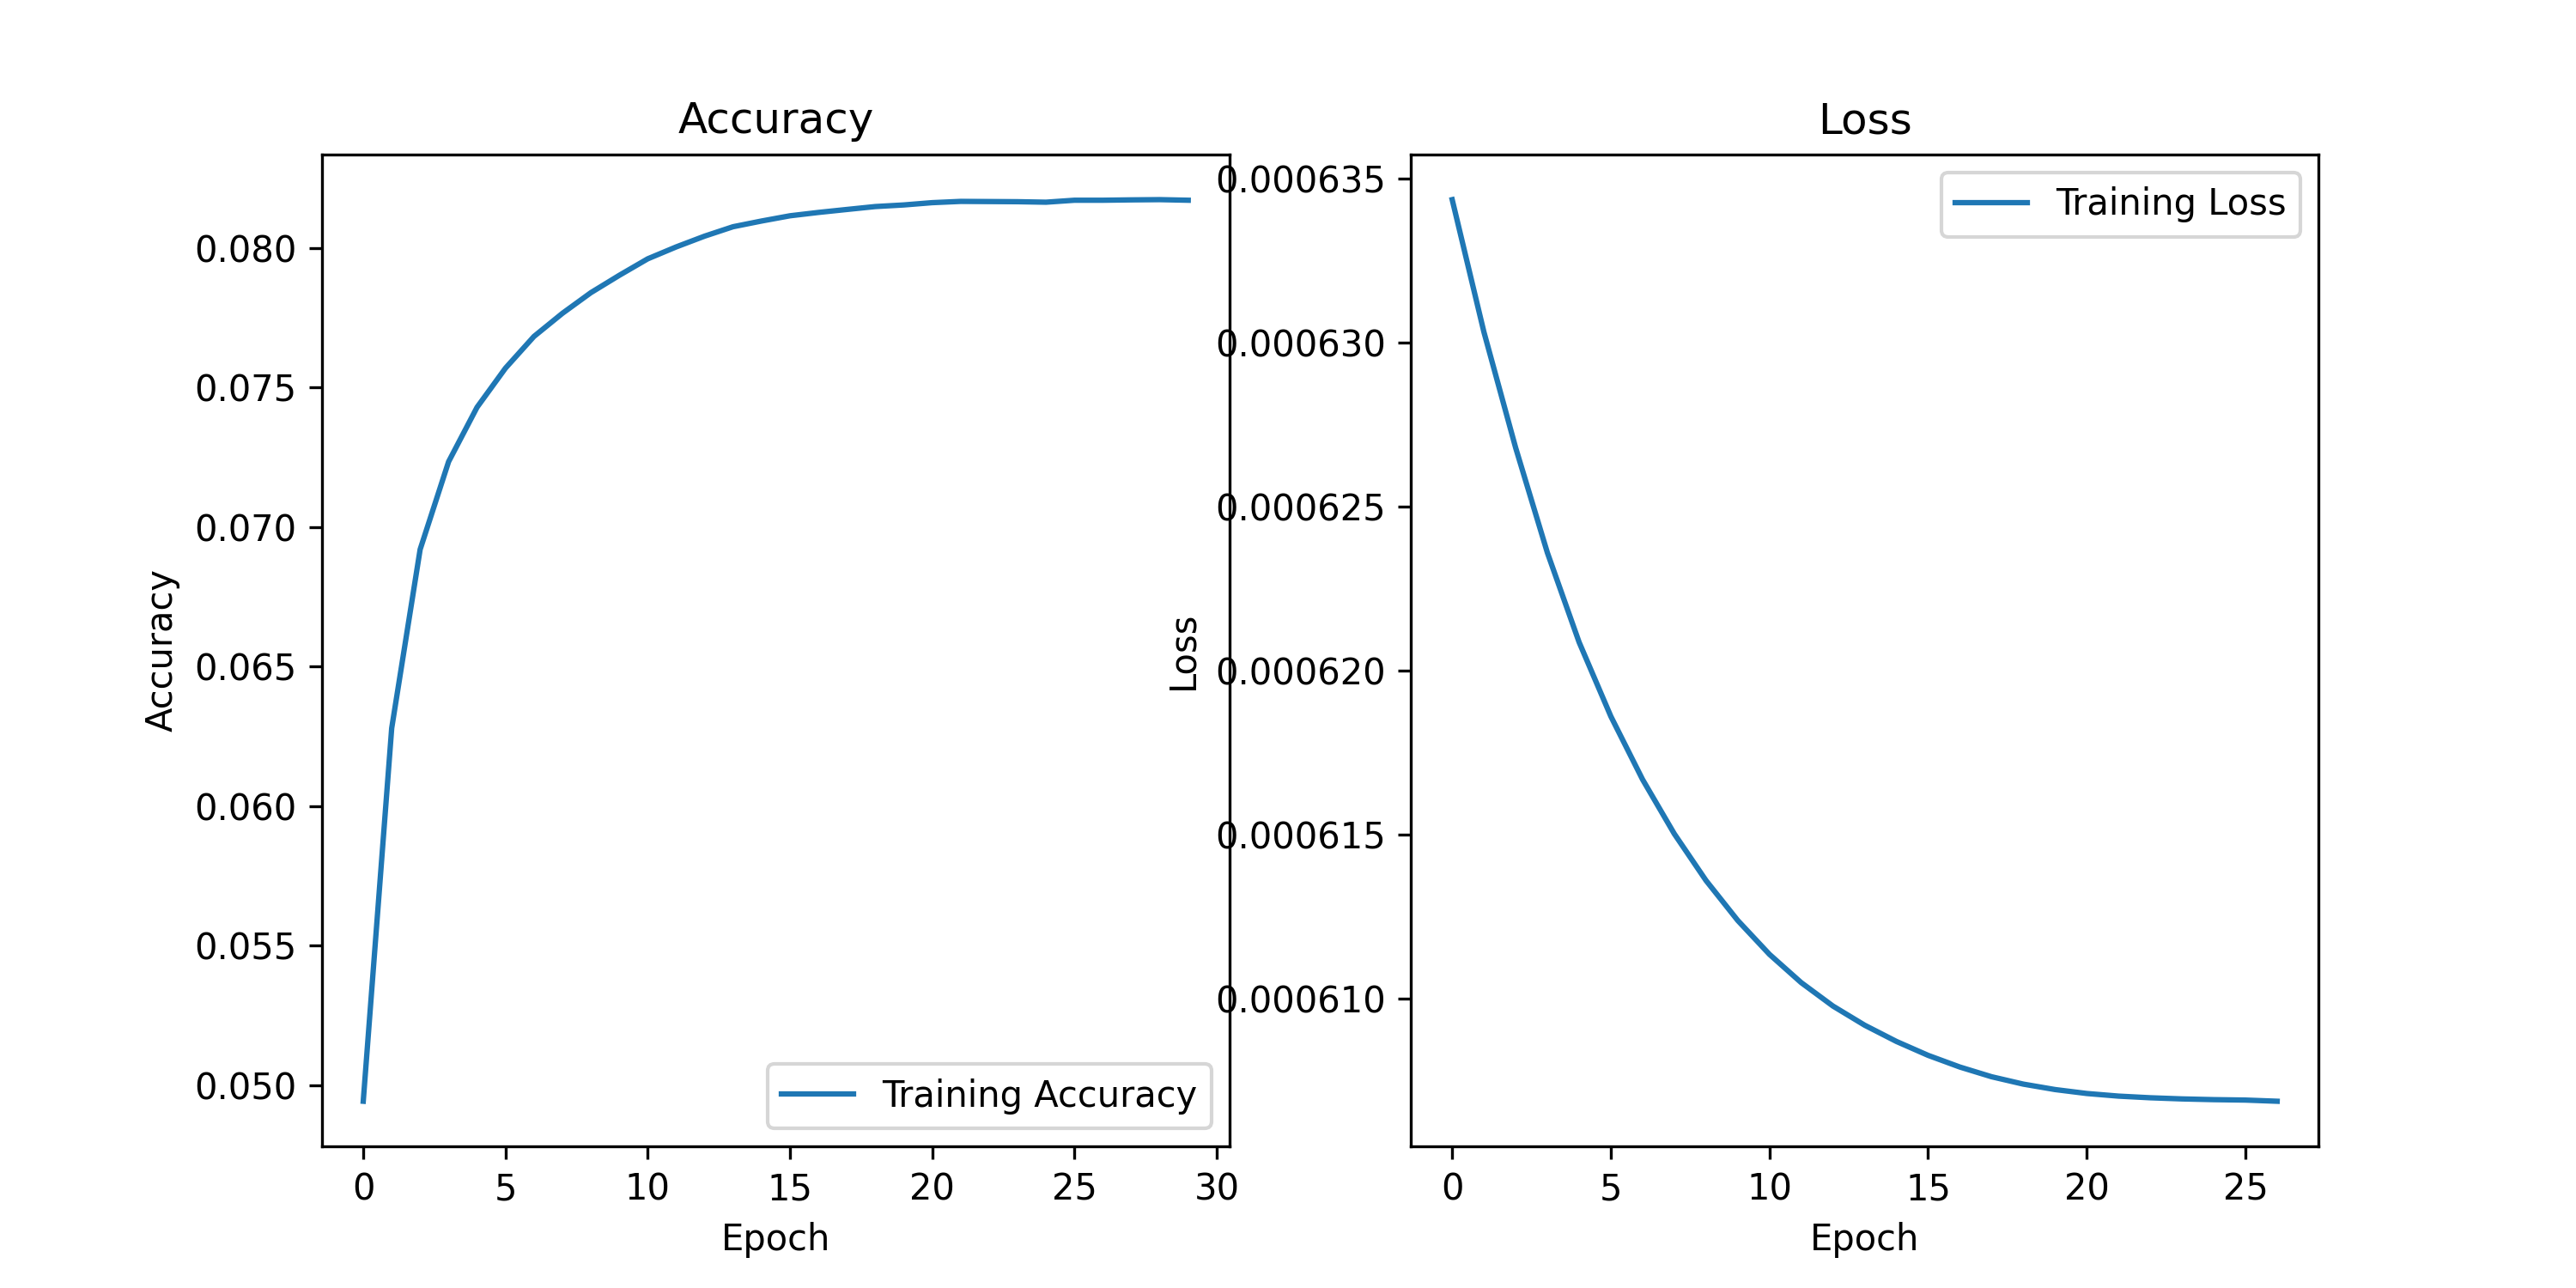 Accuracy
0.080
0.075
0.070
0.065
0.060
0.055
0.050
Accuracy
Training Accuracy
0 5 10 15 20 25 30
Epoch
Loss
0.000635
0.000630
0.000625
0.000620
0.000615
0.000610
Loss
Training Loss
0 5 10 15 20 25
Epoch